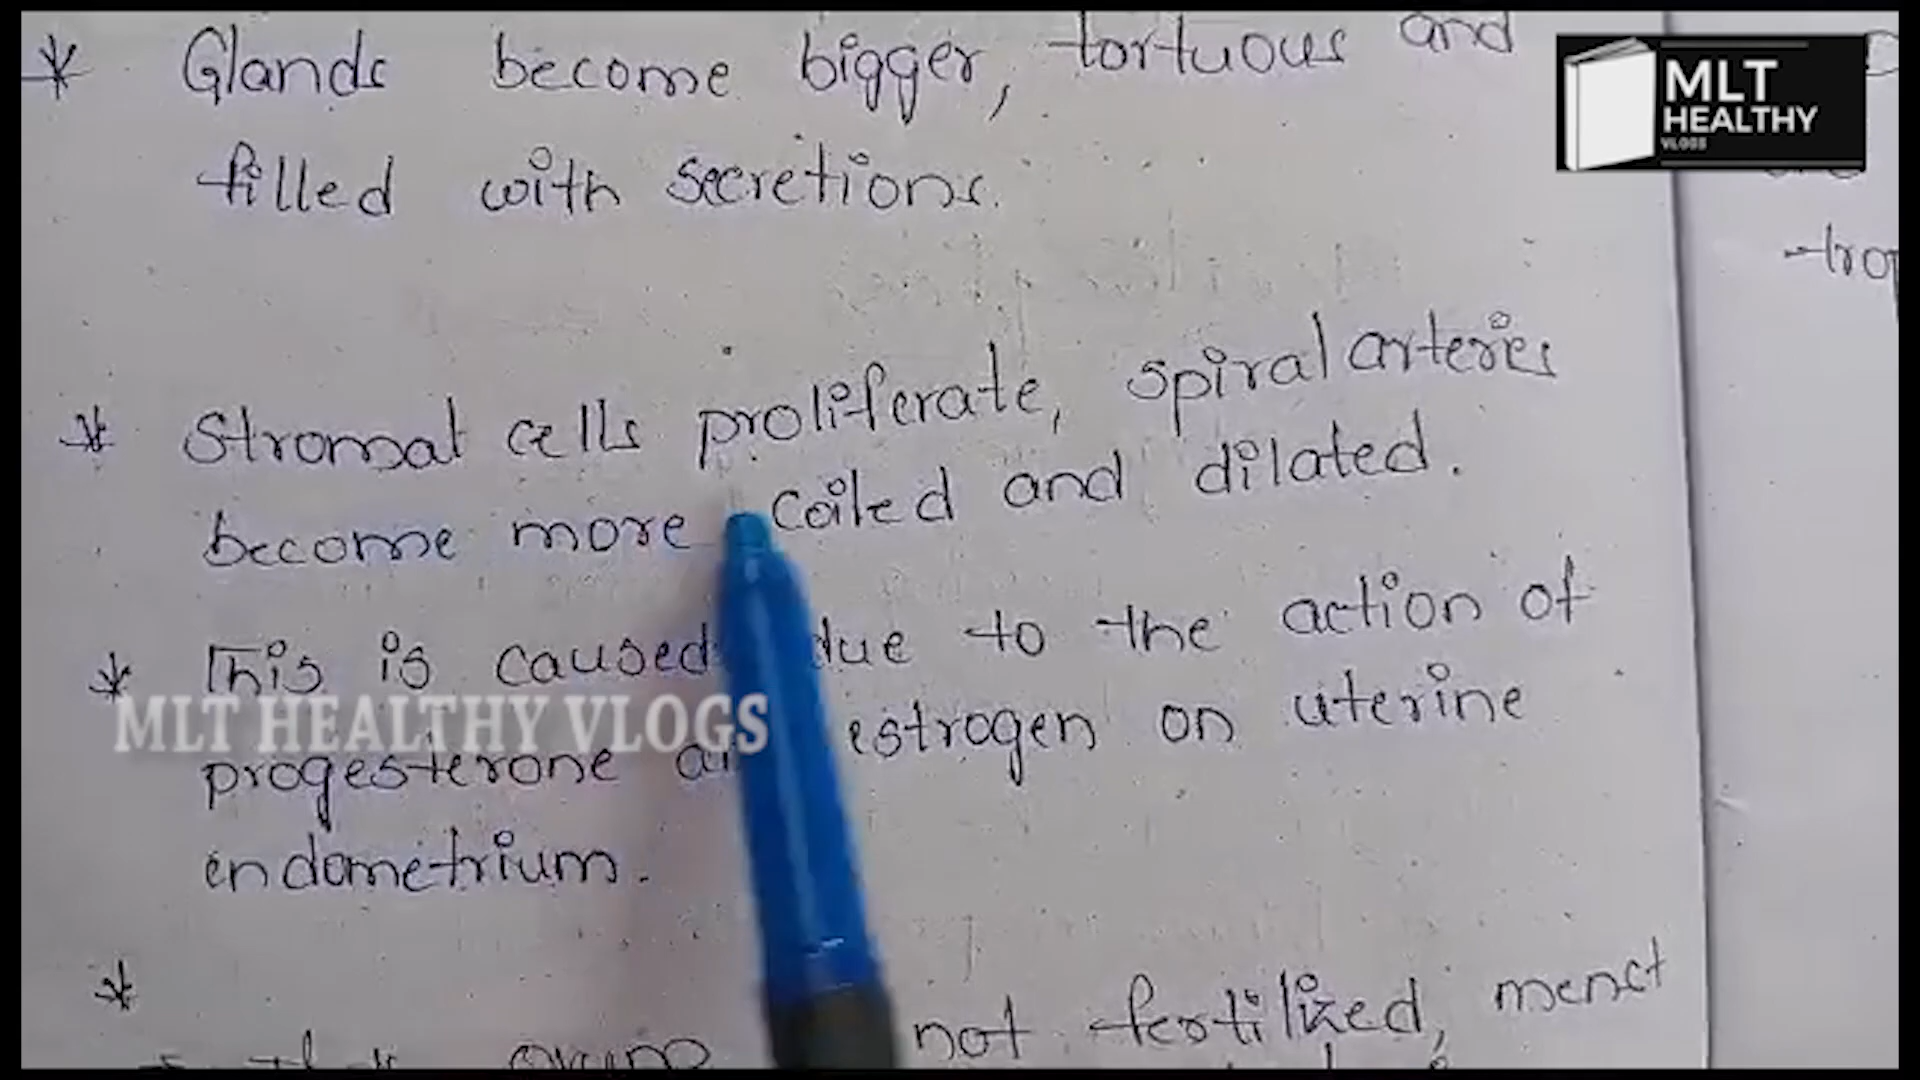 * Glands become bigger, tortuous and
filled with secretions.
* Stromal cells proliferate, spiral arteries
become more coiled and dilated.
* This is caused due to the action of
progesterone estrogen on uterine
endometrium.
*
not fertilized, menst
MLT
HEALTHY
VLOGS
MLT HEALTHY VLOGS